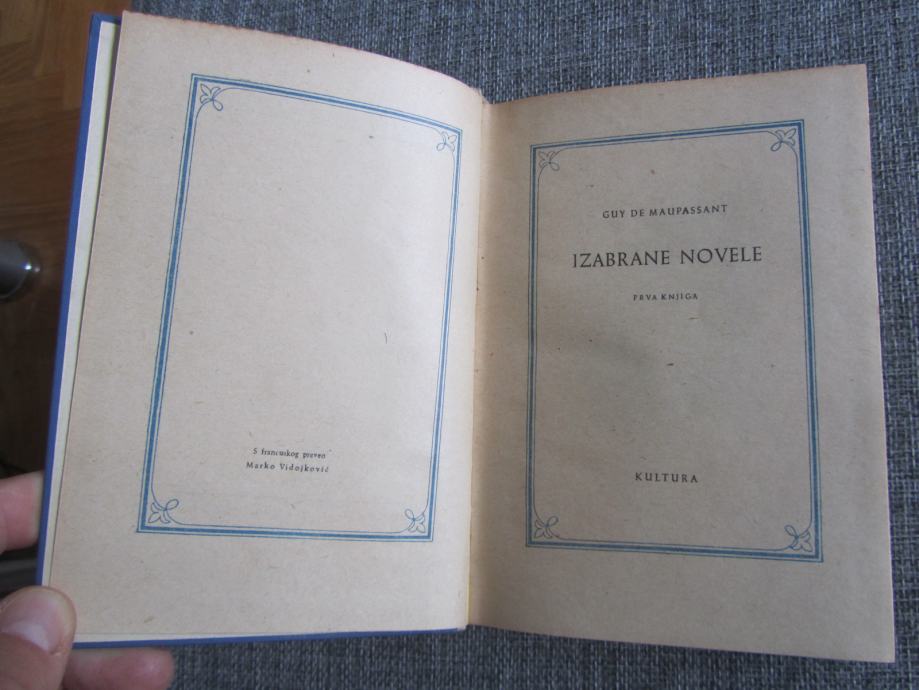 S francuskog preveo
Marko Vidojković
GUY DE MAUPASSANT
IZABRANE NOVELE
PRVA KNJIGA
KULTURA